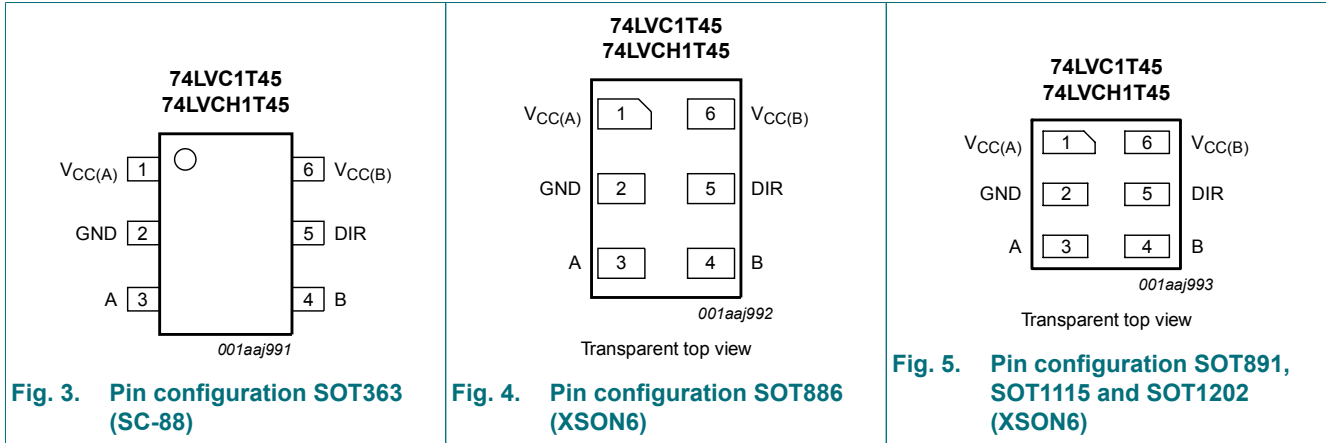 74LVC1T45
74LVCH1T45
VCC(A) 1 6 VCC(B)
GND 2 5 DIR
A 3 4 B
001aaj991
Fig. 3. Pin configuration SOT363
(SC-88)
74LVC1T45
74LVCH1T45
VCC(A) 1 6 VCC(B)
GND 2 5 DIR
A 3 4 B
001aaj992
Transparent top view
Fig. 4. Pin configuration SOT886
(XSON6)
74LVC1T45
74LVCH1T45
VCC(A) 1 6 VCC(B)
GND 2 5 DIR
A 3 4 B
001aaj993
Transparent top view
Fig. 5. Pin configuration SOT891,
SOT1115 and SOT1202
(XSON6)